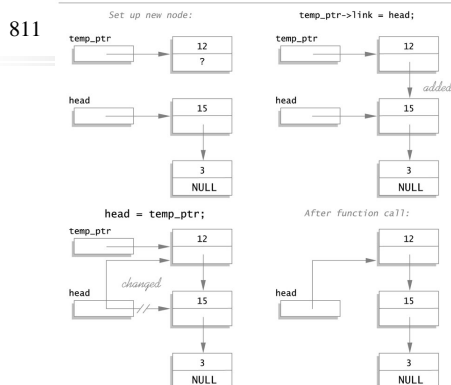 811
Set up new node:
temp_ptr
12
?
head
15
3
NULL
temp_ptr->link = head;
temp_ptr
12
added
head
15
3
NULL
head = temp_ptr;
temp_ptr
12
changed
head
15
3
NULL
After function call:
12
head
15
3
NULL